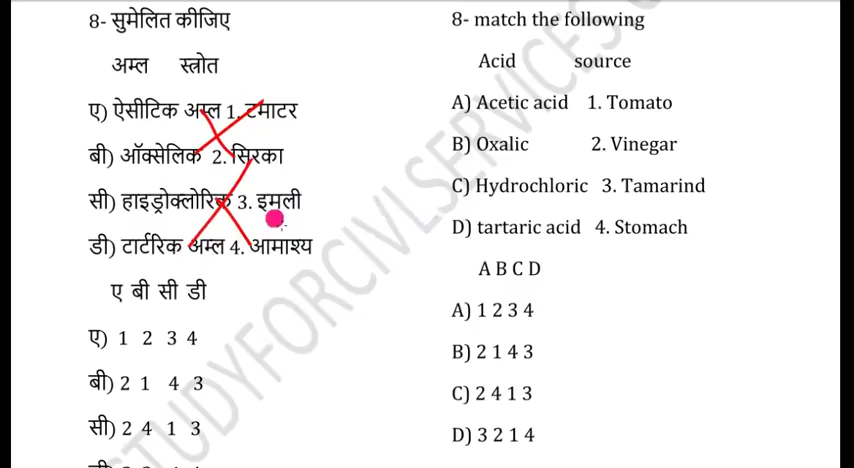 8- सुमेलित कीजिए
अम्ल स्त्रोत
ए) ऐसीटिक अम्ल 1. टमाटर
बी) ऑक्सेलिक 2. सिरका
सी) हाइड्रोक्लोरिक 3. इमली
डी) टार्टरिक अम्ल 4. आमाश्य
ए बी सी डी
ए) 1 2 3 4
बी) 2 1 4 3
सी) 2 4 1 3
8- match the following
Acid source
A) Acetic acid 1. Tomato
B) Oxalic 2. Vinegar
C) Hydrochloric 3. Tamarind
D) tartaric acid 4. Stomach
A B C D
A) 1 2 3 4
B) 2 1 4 3
C) 2 4 1 3
D) 3 2 1 4
STUDYFORCIVLSERVICES